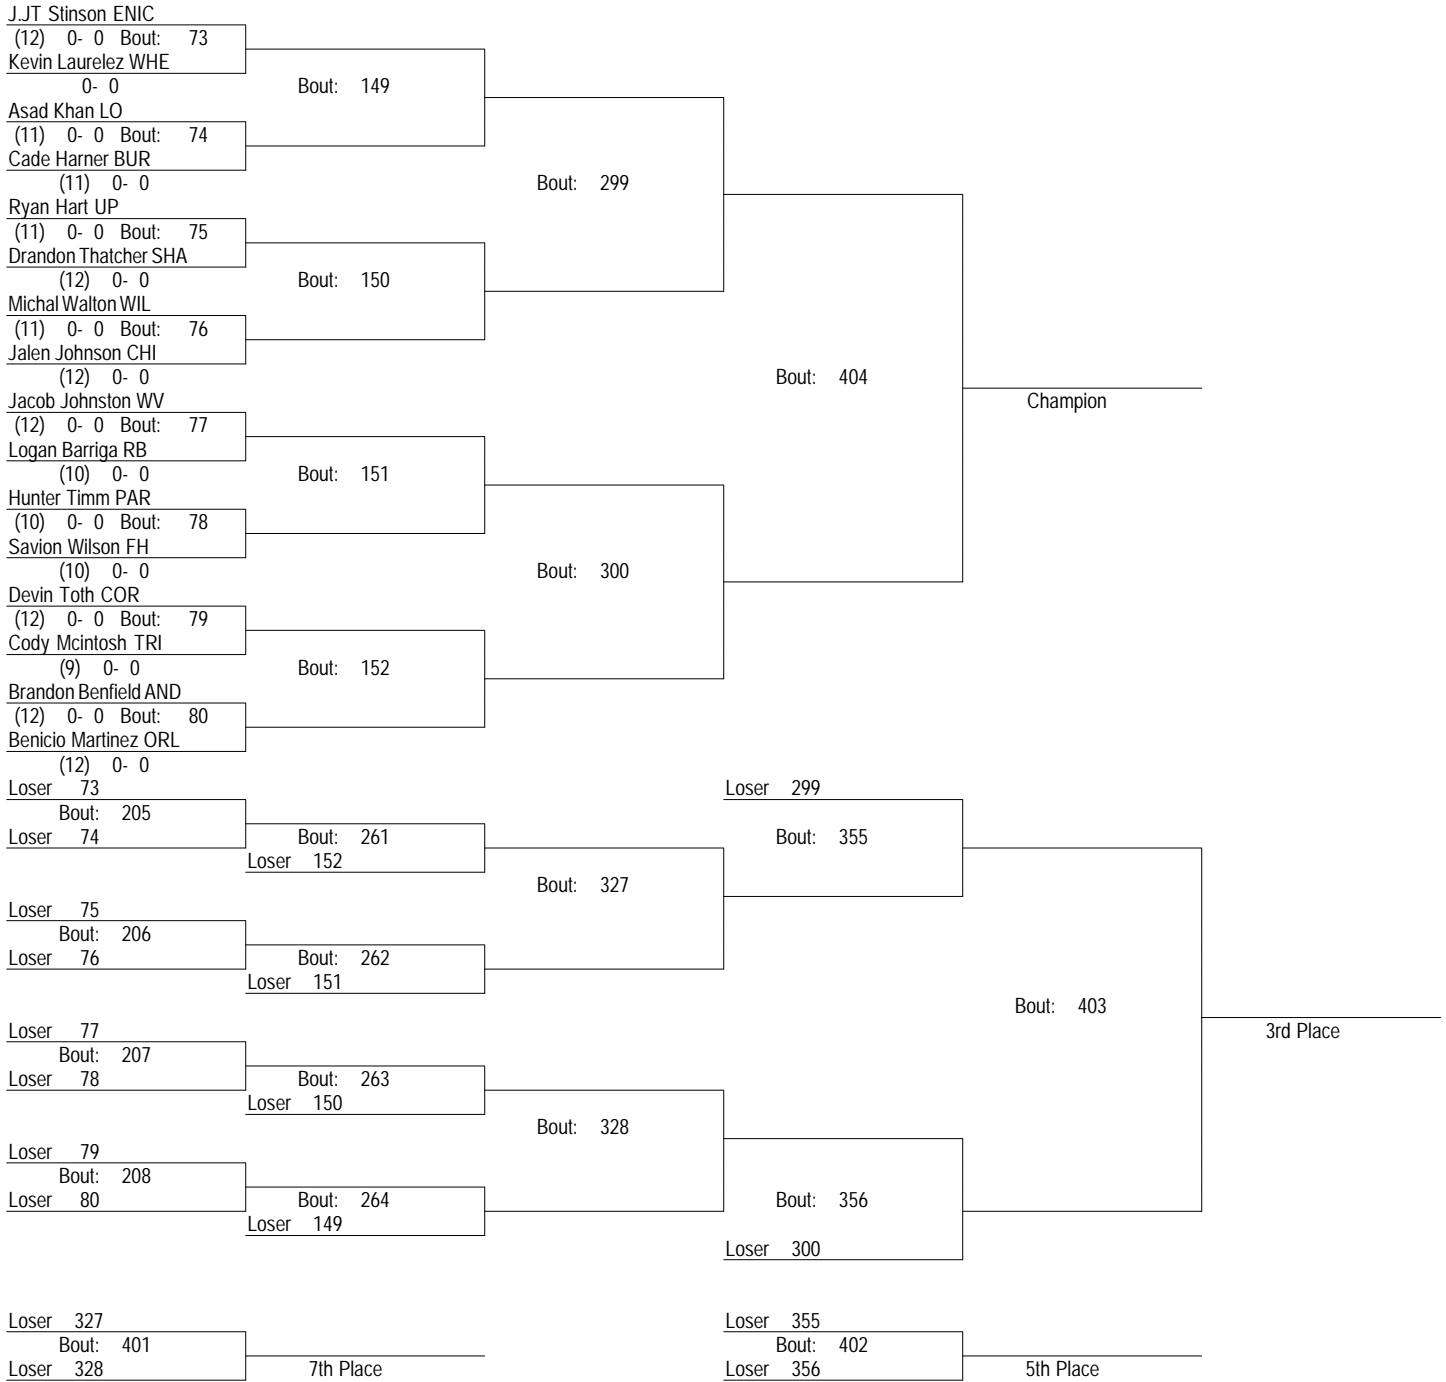 J.JT Stinson ENIC
(12) 0- 0 Bout: 73
Kevin Laurelez WHE
0- 0
Bout: 149
Asad Khan LO
(11) 0- 0 Bout: 74
Cade Harner BUR
(11) 0- 0
Bout: 299
Ryan Hart UP
(11) 0- 0 Bout: 75
Drandon Thatcher SHA
(12) 0- 0
Bout: 150
Michal Walton WIL
(11) 0- 0 Bout: 76
Jalen Johnson CHI
(12) 0- 0
Bout: 404
Champion
Jacob Johnston WV
(12) 0- 0 Bout: 77
Logan Barriga RB
(10) 0- 0
Bout: 151
Hunter Timm PAR
(10) 0- 0 Bout: 78
Savion Wilson FH
(10) 0- 0
Bout: 300
Devin Toth COR
(12) 0- 0 Bout: 79
Cody Mcintosh TRI
(9) 0- 0
Bout: 152
Brandon Benfield AND
(12) 0- 0 Bout: 80
Benicio Martinez ORL
(12) 0- 0
Loser 73
Bout: 205
Loser 74
Bout: 261
Loser 152
Bout: 327
Loser 299
Bout: 355
Loser 75
Bout: 206
Loser 76
Bout: 262
Loser 151
Bout: 403
3rd Place
Loser 77
Bout: 207
Loser 78
Bout: 263
Loser 150
Bout: 328
Loser 79
Bout: 208
Loser 80
Bout: 264
Loser 149
Bout: 356
Loser 300
Loser 327
Bout: 401
Loser 328
7th Place
Loser 355
Bout: 402
Loser 356
5th Place